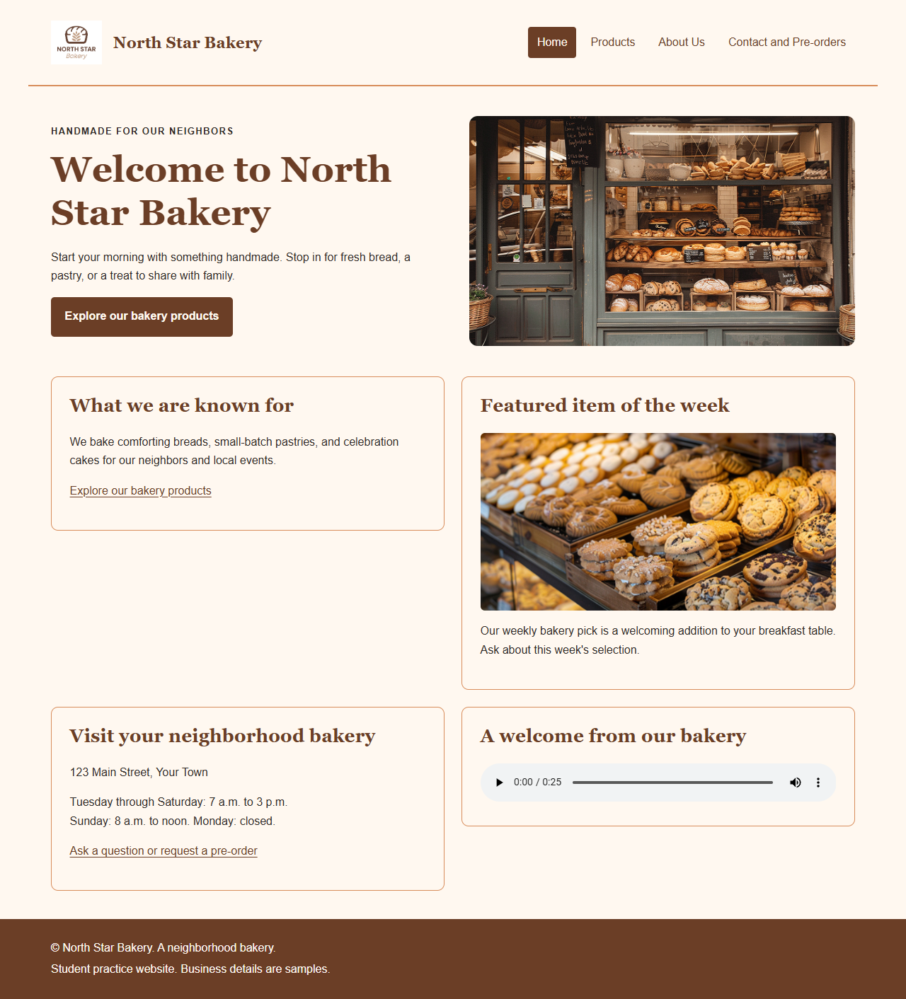 NORTH STAR
Bakery
North Star Bakery
Home
Products
About Us
Contact and Pre-orders
HANDMADE FOR OUR NEIGHBORS
Welcome to North
Star Bakery
Start your morning with something handmade. Stop in for fresh bread, a
pastry, or a treat to share with family.
Explore our bakery products
What we are known for
We bake comforting breads, small-batch pastries, and celebration
cakes for our neighbors and local events.
Explore our bakery products
Featured item of the week
Our weekly bakery pick is a welcoming addition to your breakfast table.
Ask about this week's selection.
Visit your neighborhood bakery
123 Main Street, Your Town
Tuesday through Saturday: 7 a.m. to 3 p.m.
Sunday: 8 a.m. to noon. Monday: closed.
Ask a question or request a pre-order
A welcome from our bakery
0:00 / 0:25
© North Star Bakery. A neighborhood bakery.
Student practice website. Business details are samples.